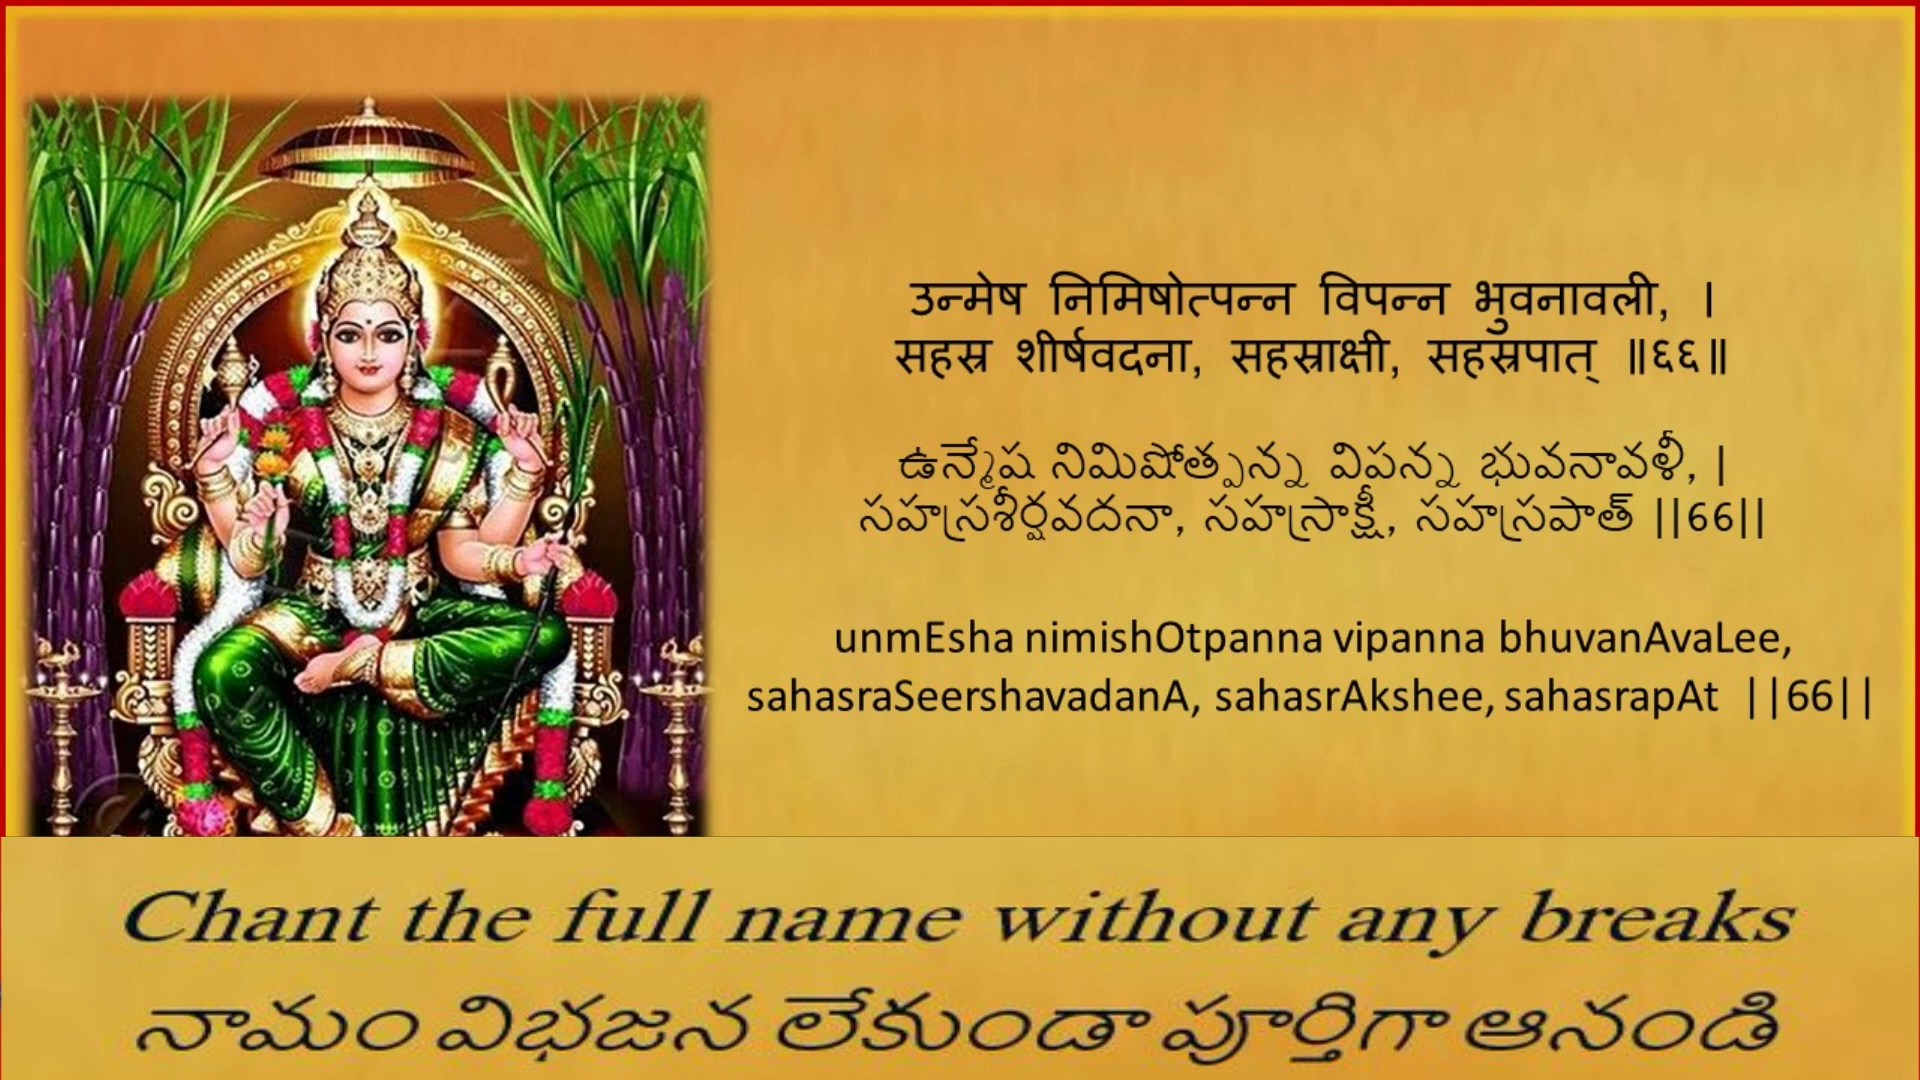 उन्मेष निमिषोत्पन्न विपन्न भुवनावली, ।
सहस्र शीर्षवदना, सहस्राक्षी, सहस्रपात् ॥६६॥
ఉన్మేష నిమిషోత్పన్న విపన్న భువనావళీ, |
సహస్రశీర్షవదనా, సహస్రాక్షీ, సహస్రపాత్ ||66||
unmEsha nimishOtpanna vipanna bhuvanAvaLee,
sahasraSeershavadanA, sahasrAkshee, sahasrapAt ||66||
Chant the full name without any breaks
నామం విభజన లేకుండా పూర్తిగా ఆనండి